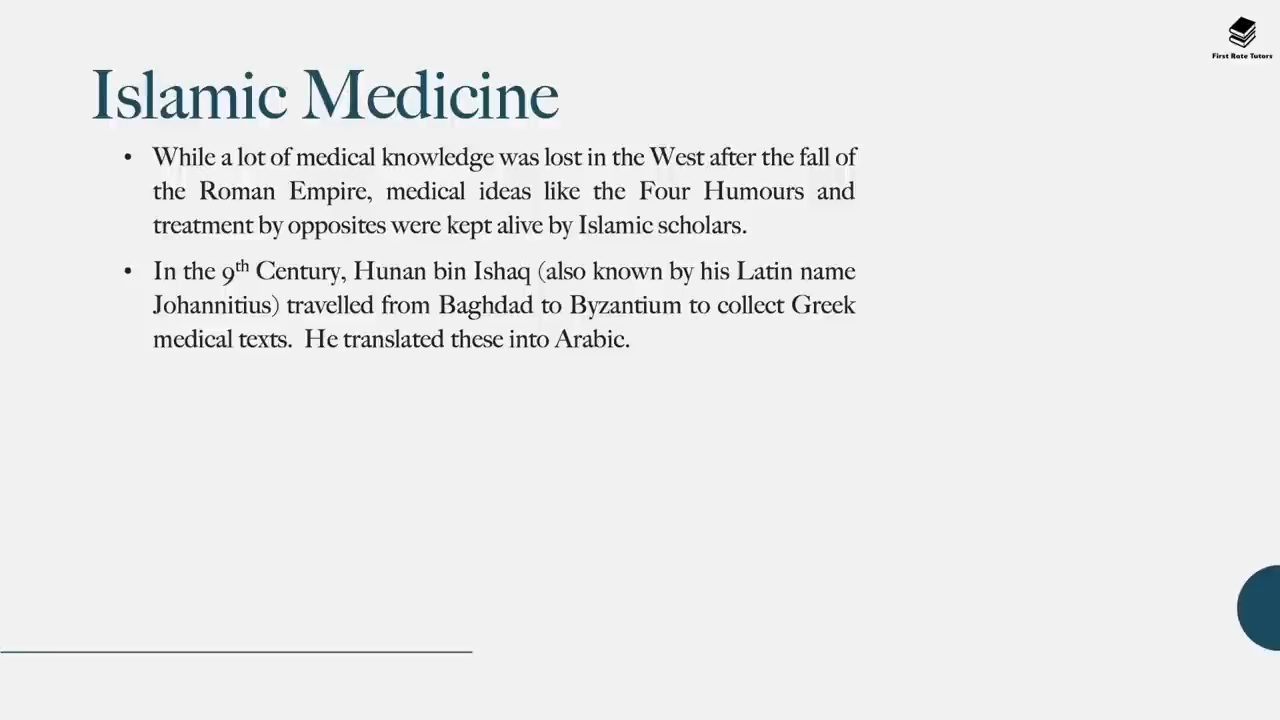 First Rate Tutors
Islamic Medicine
• While a lot of medical knowledge was lost in the West after the fall of
the Roman Empire, medical ideas like the Four Humours and
treatment by opposites were kept alive by Islamic scholars.
• In the 9th Century, Hunan bin Ishaq (also known by his Latin name
Johannitius) travelled from Baghdad to Byzantium to collect Greek
medical texts.  He translated these into Arabic.